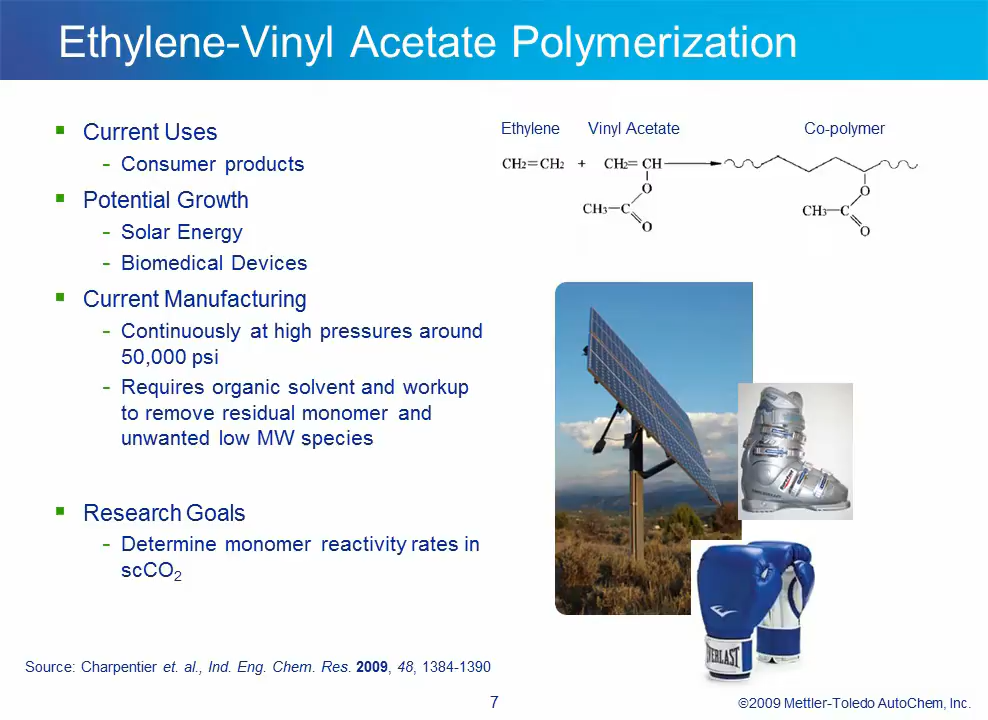 Ethylene-Vinyl Acetate Polymerization
▪ Current Uses
- Consumer products
▪ Potential Growth
- Solar Energy
- Biomedical Devices
▪ Current Manufacturing
- Continuously at high pressures around
50,000 psi
- Requires organic solvent and workup
to remove residual monomer and
unwanted low MW species
▪ Research Goals
- Determine monomer reactivity rates in
scCO₂
Ethylene Vinyl Acetate Co-polymer
CH₂=CH₂ + CH₂=CH
O
CH₃–C
O
O
CH₃–C
O
EVERLAST
Source: Charpentier et. al., Ind. Eng. Chem. Res. 2009, 48, 1384-1390
7
©2009 Mettler-Toledo AutoChem, Inc.